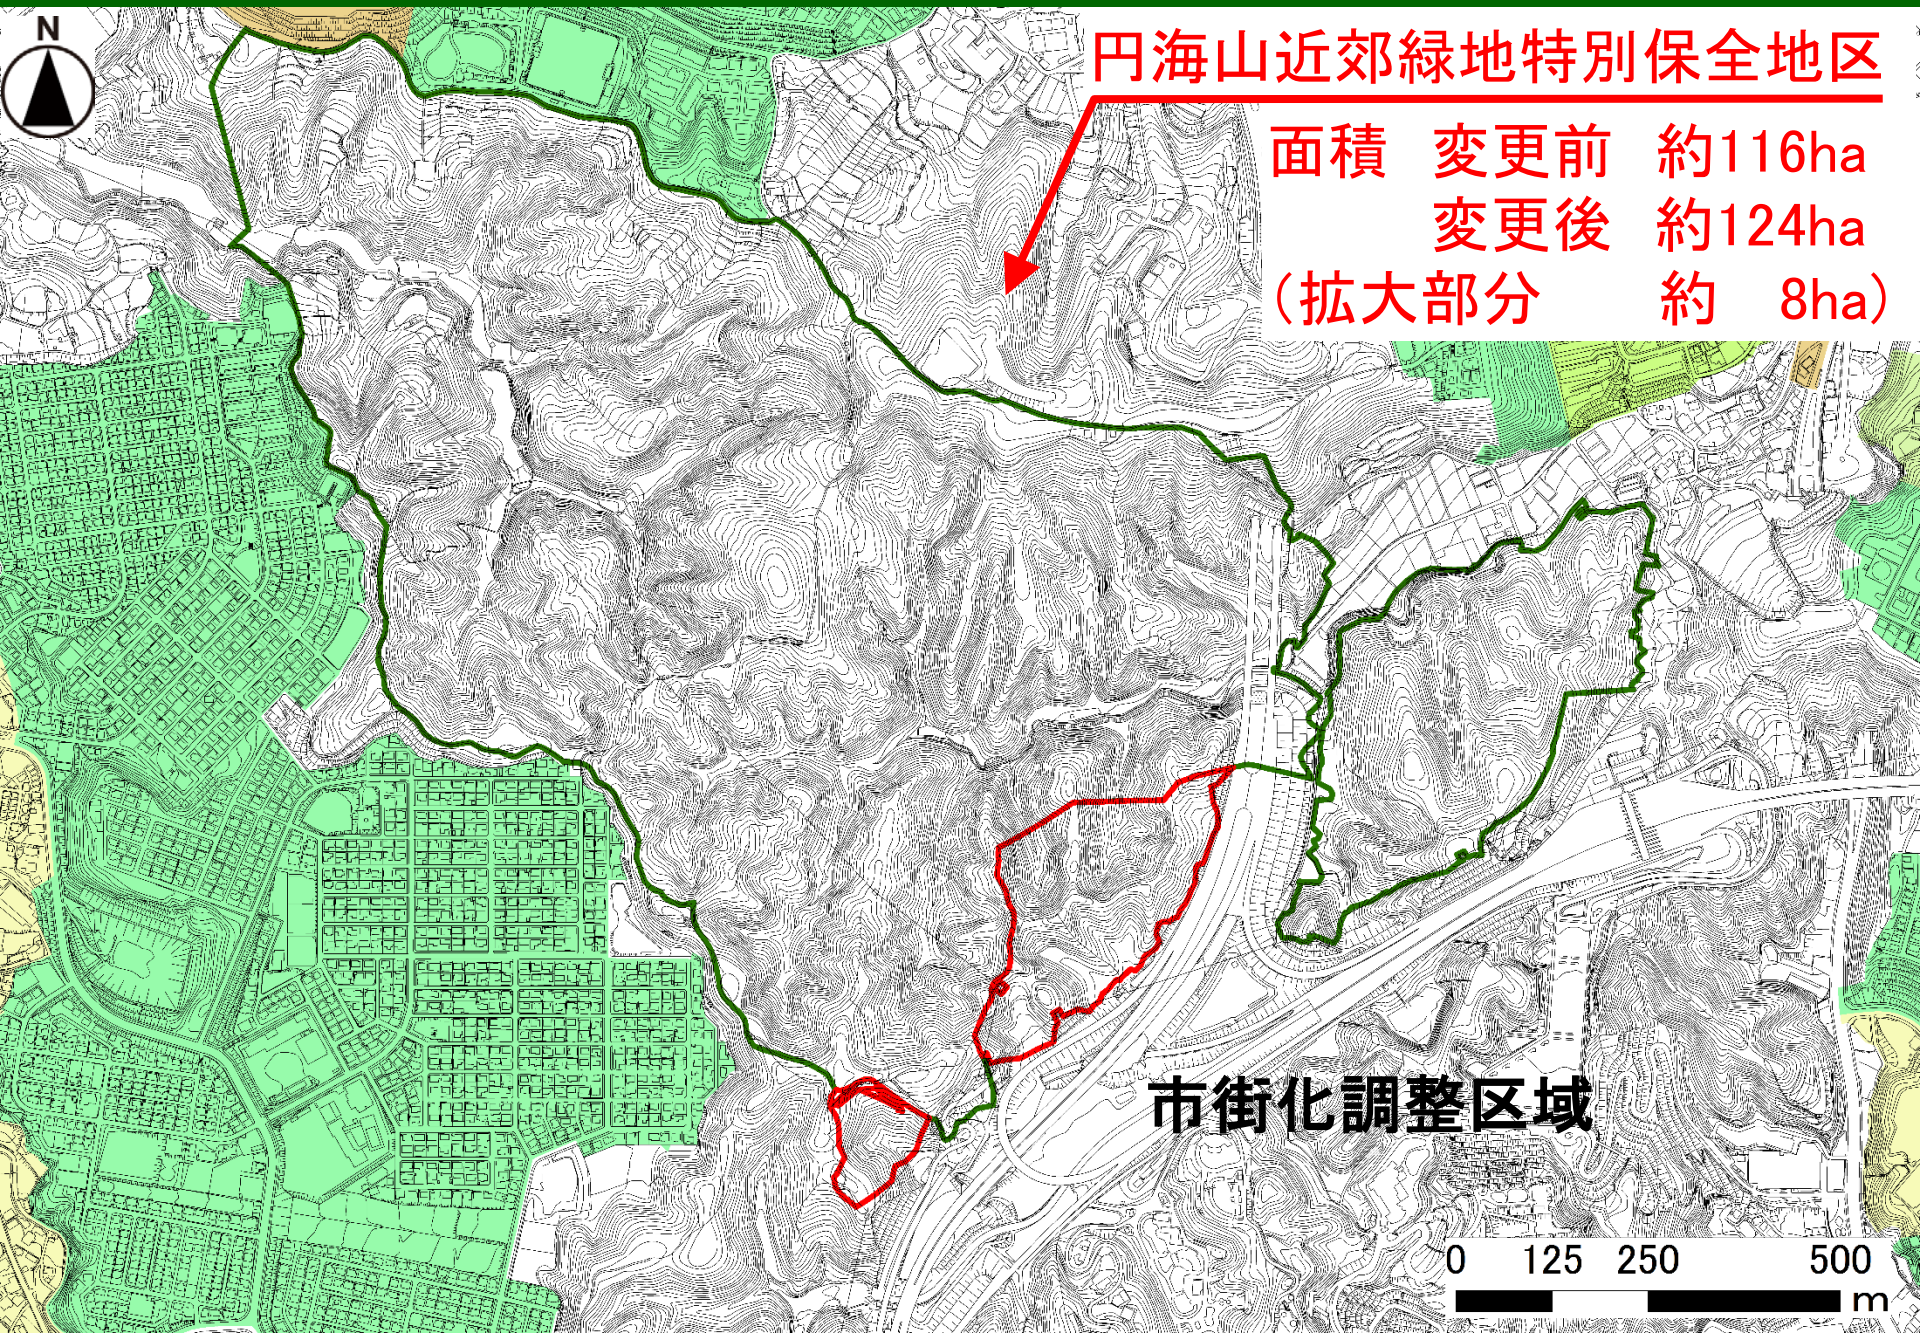 N
円海山近郊緑地特別保全地区
面積 変更前 約116ha
変更後 約124ha
(拡大部分 約 8ha)
市街化調整区域
0 125 250 500
m